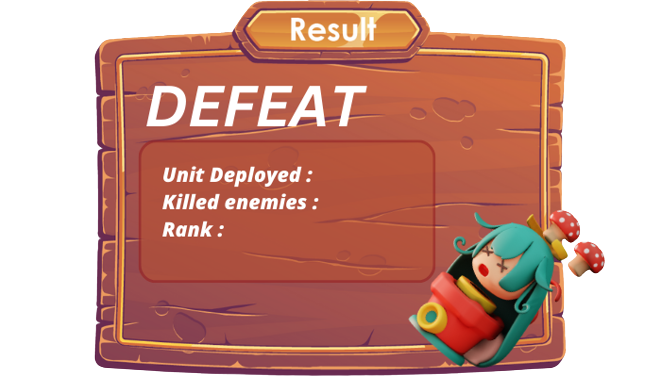 Result
DEFEAT
Unit Deployed :
Killed enemies :
Rank :